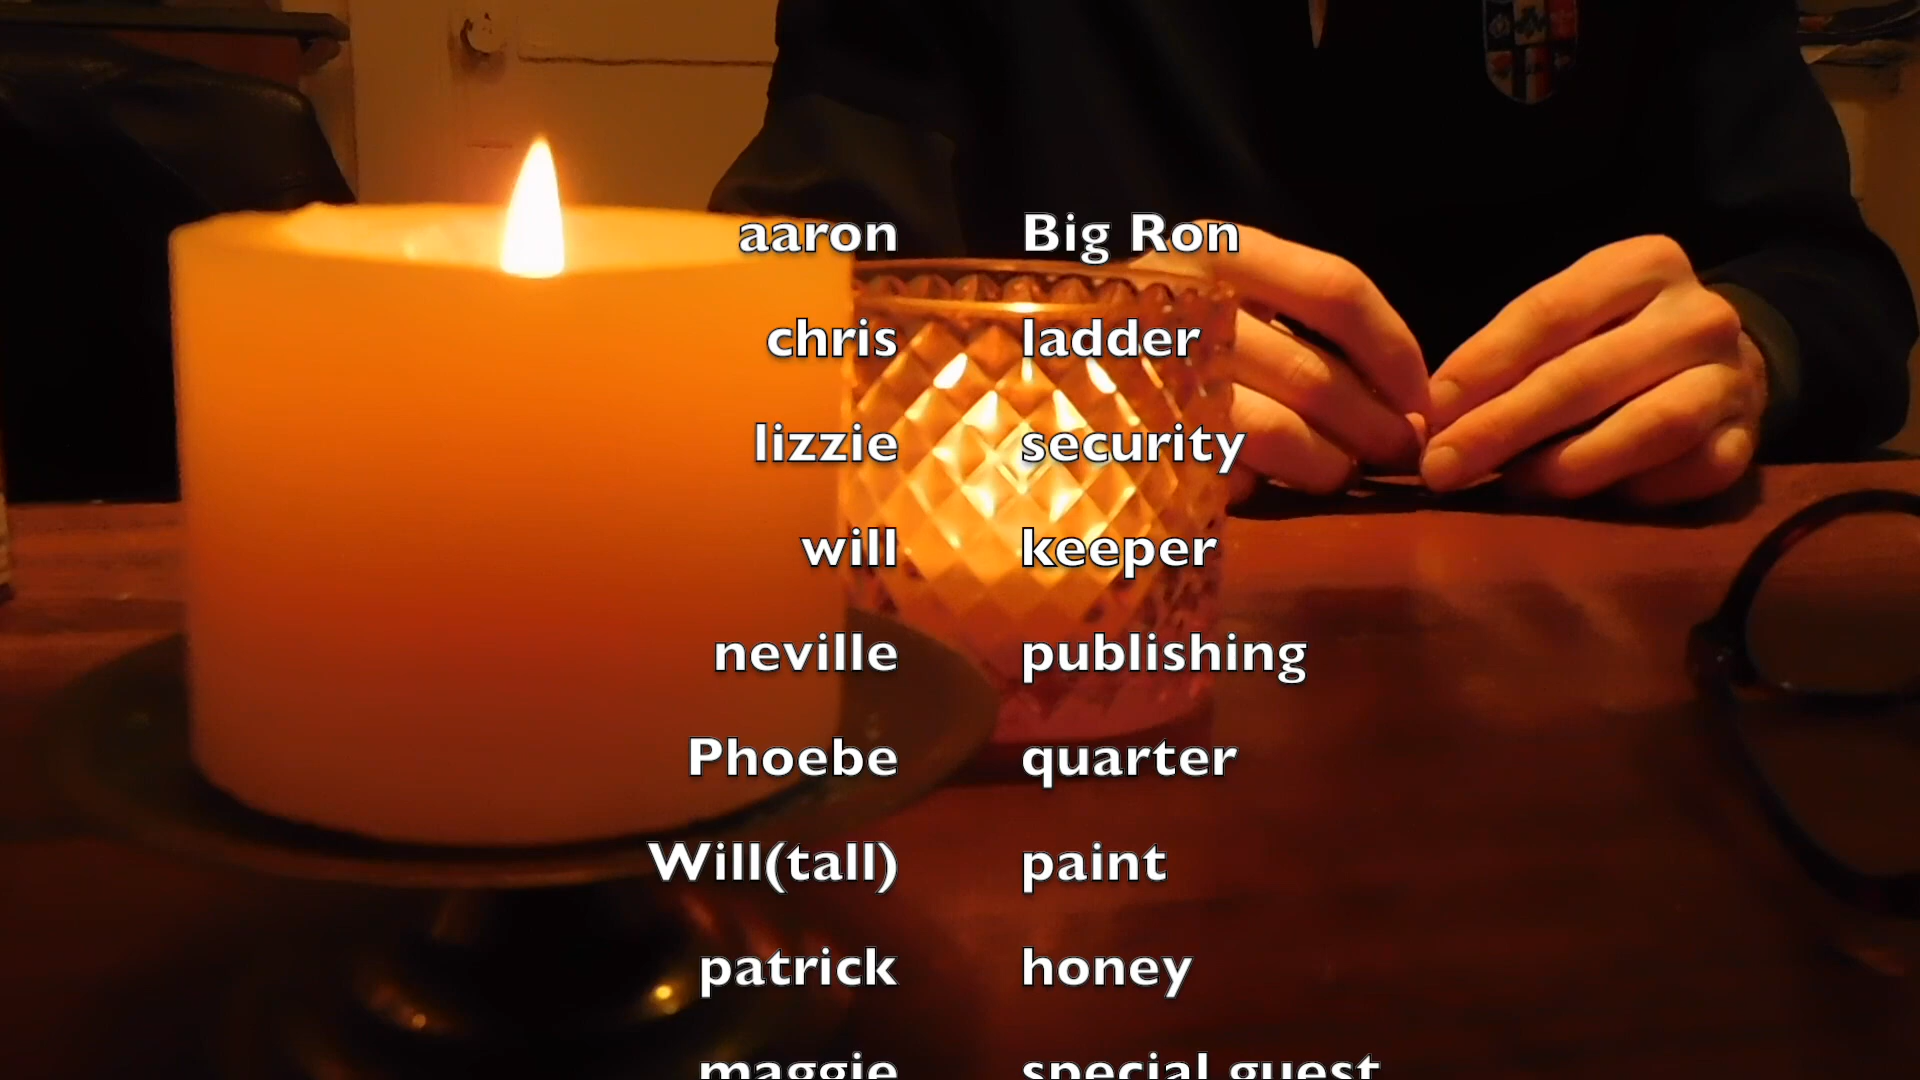 aaron Big Ron
chris ladder
lizzie security
will keeper
neville publishing
Phoebe quarter
Will(tall) paint
patrick honey
maggie special guest